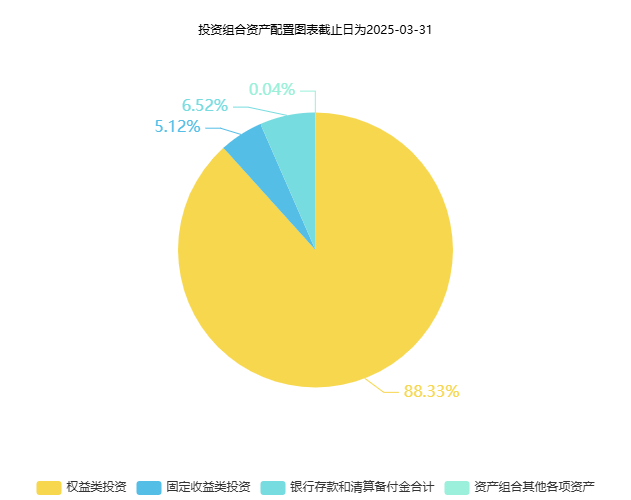 投资组合资产配置图表截止日为2025-03-31
0.04%
6.52%
5.12%
88.33%
权益类投资 固定收益类投资 银行存款和清算备付金合计 资产组合其他各项资产